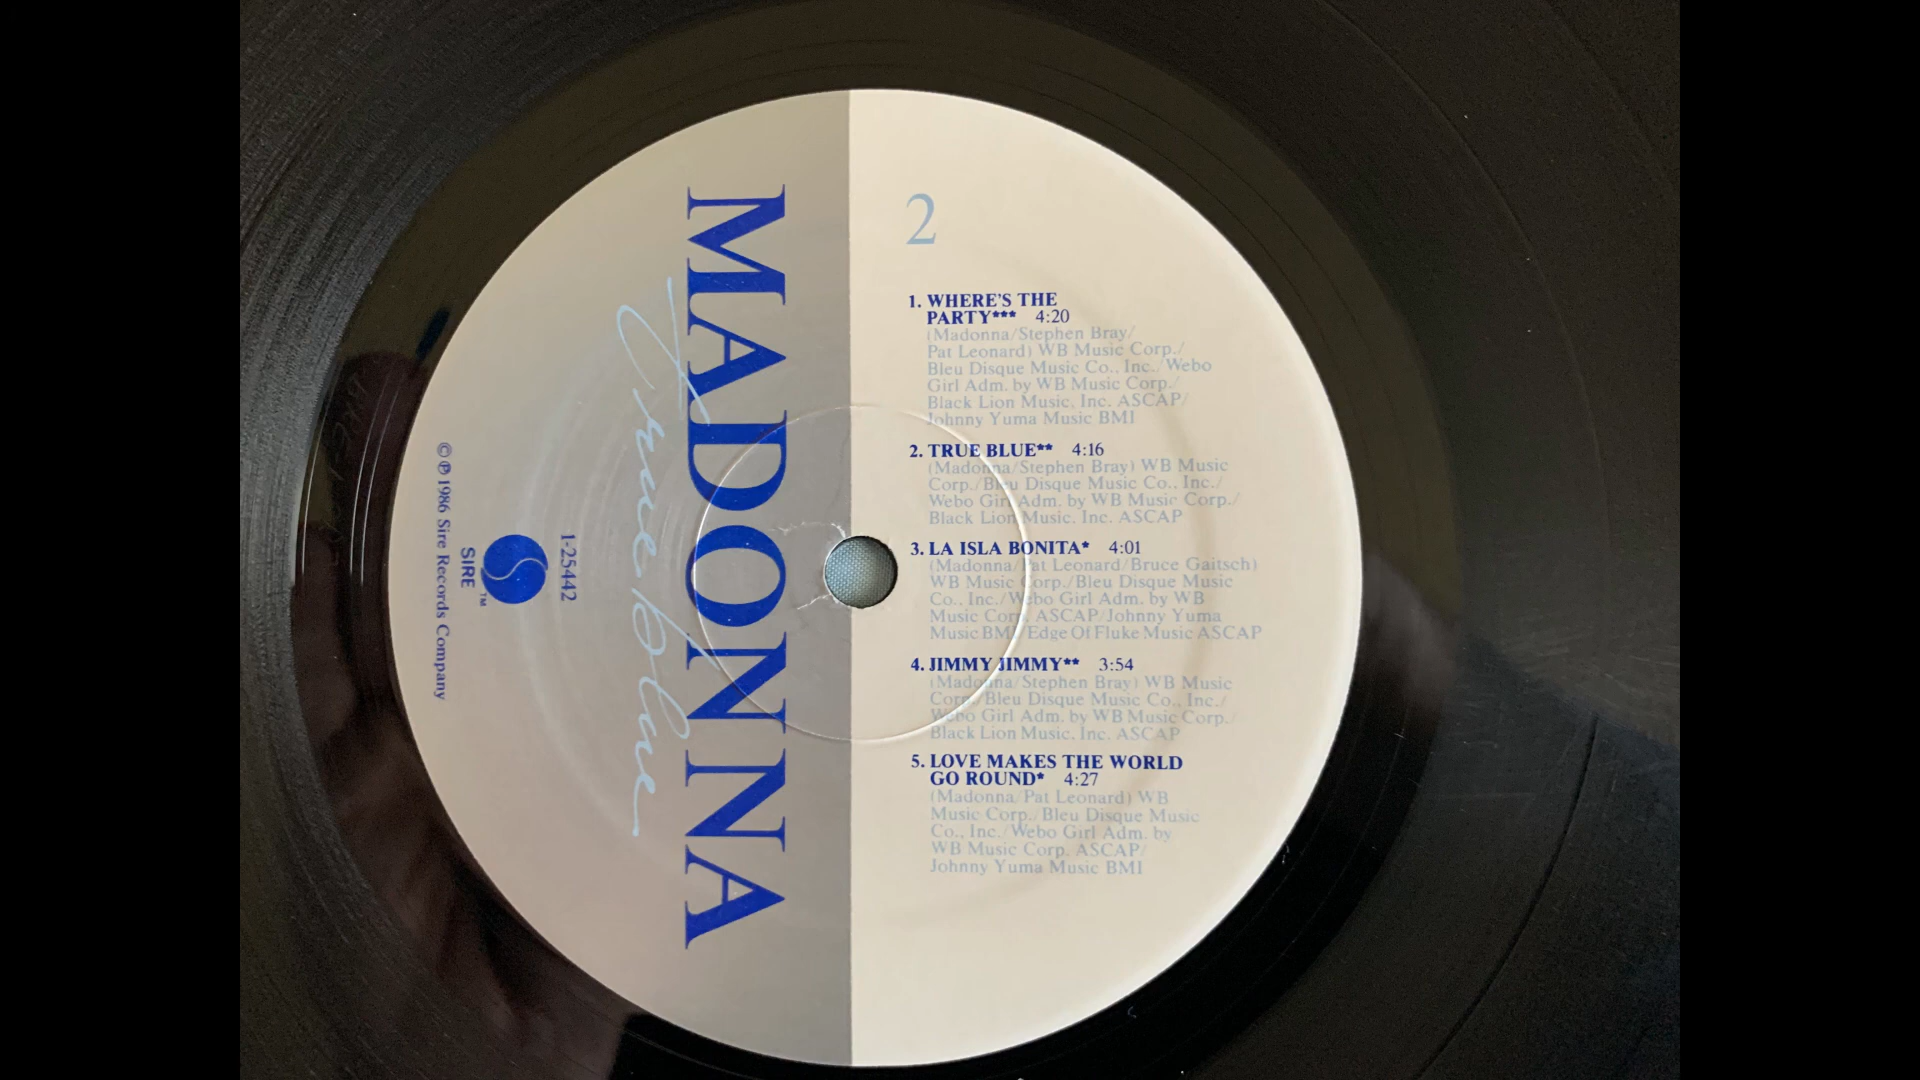 MADONNA
True blue
1-25442
SIRE™
©℗1986 Sire Records Company
2
1. WHERE'S THE
PARTY*** 4:20
(Madonna/Stephen Bray/
Pat Leonard) WB Music Corp./
Bleu Disque Music Co., Inc./Webo
Girl Adm. by WB Music Corp./
Black Lion Music, Inc. ASCAP/
Johnny Yuma Music BMI
2. TRUE BLUE** 4:16
(Madonna/Stephen Bray) WB Music
Corp./Bleu Disque Music Co., Inc./
Webo Girl Adm. by WB Music Corp./
Black Lion Music, Inc. ASCAP
3. LA ISLA BONITA* 4:01
(Madonna/Pat Leonard/Bruce Gaitsch)
WB Music Corp./Bleu Disque Music
Co., Inc./Webo Girl Adm. by WB
Music Corp. ASCAP/Johnny Yuma
Music BMI/Edge Of Fluke Music ASCAP
4. JIMMY JIMMY** 3:54
(Madonna/Stephen Bray) WB Music
Corp./Bleu Disque Music Co., Inc./
Webo Girl Adm. by WB Music Corp./
Black Lion Music, Inc. ASCAP
5. LOVE MAKES THE WORLD
GO ROUND* 4:27
(Madonna/Pat Leonard) WB
Music Corp./Bleu Disque Music
Co., Inc./Webo Girl Adm. by
WB Music Corp. ASCAP/
Johnny Yuma Music BMI